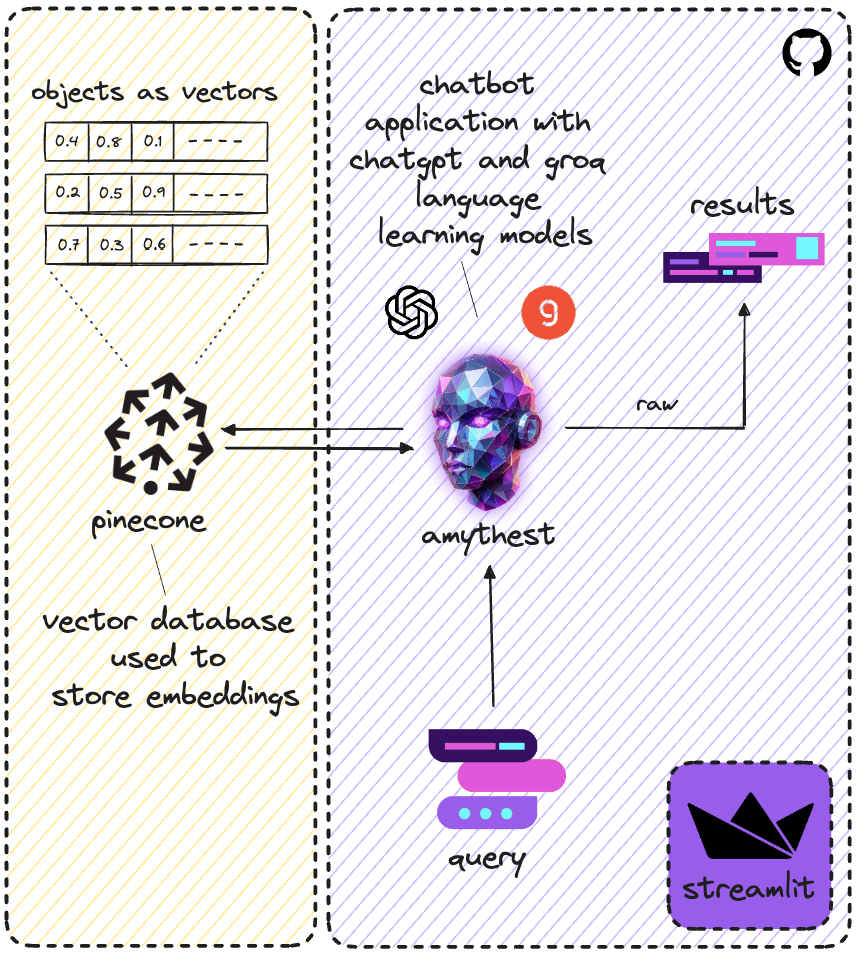 objects as vectors
0.4 0.8 0.1 ----
0.2 0.5 0.9 ----
0.7 0.3 0.6 ----
pinecone
vector database
used to
store embeddings
chatbot
application with
chatgpt and groq
language
learning models
g
results
raw
amythest
query
streamlit